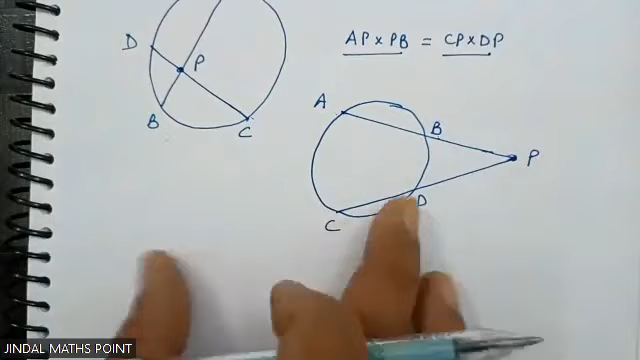 D
P
B
C
AP × PB = CP × DP
A
B
P
D
C
JINDAL MATHS POINT